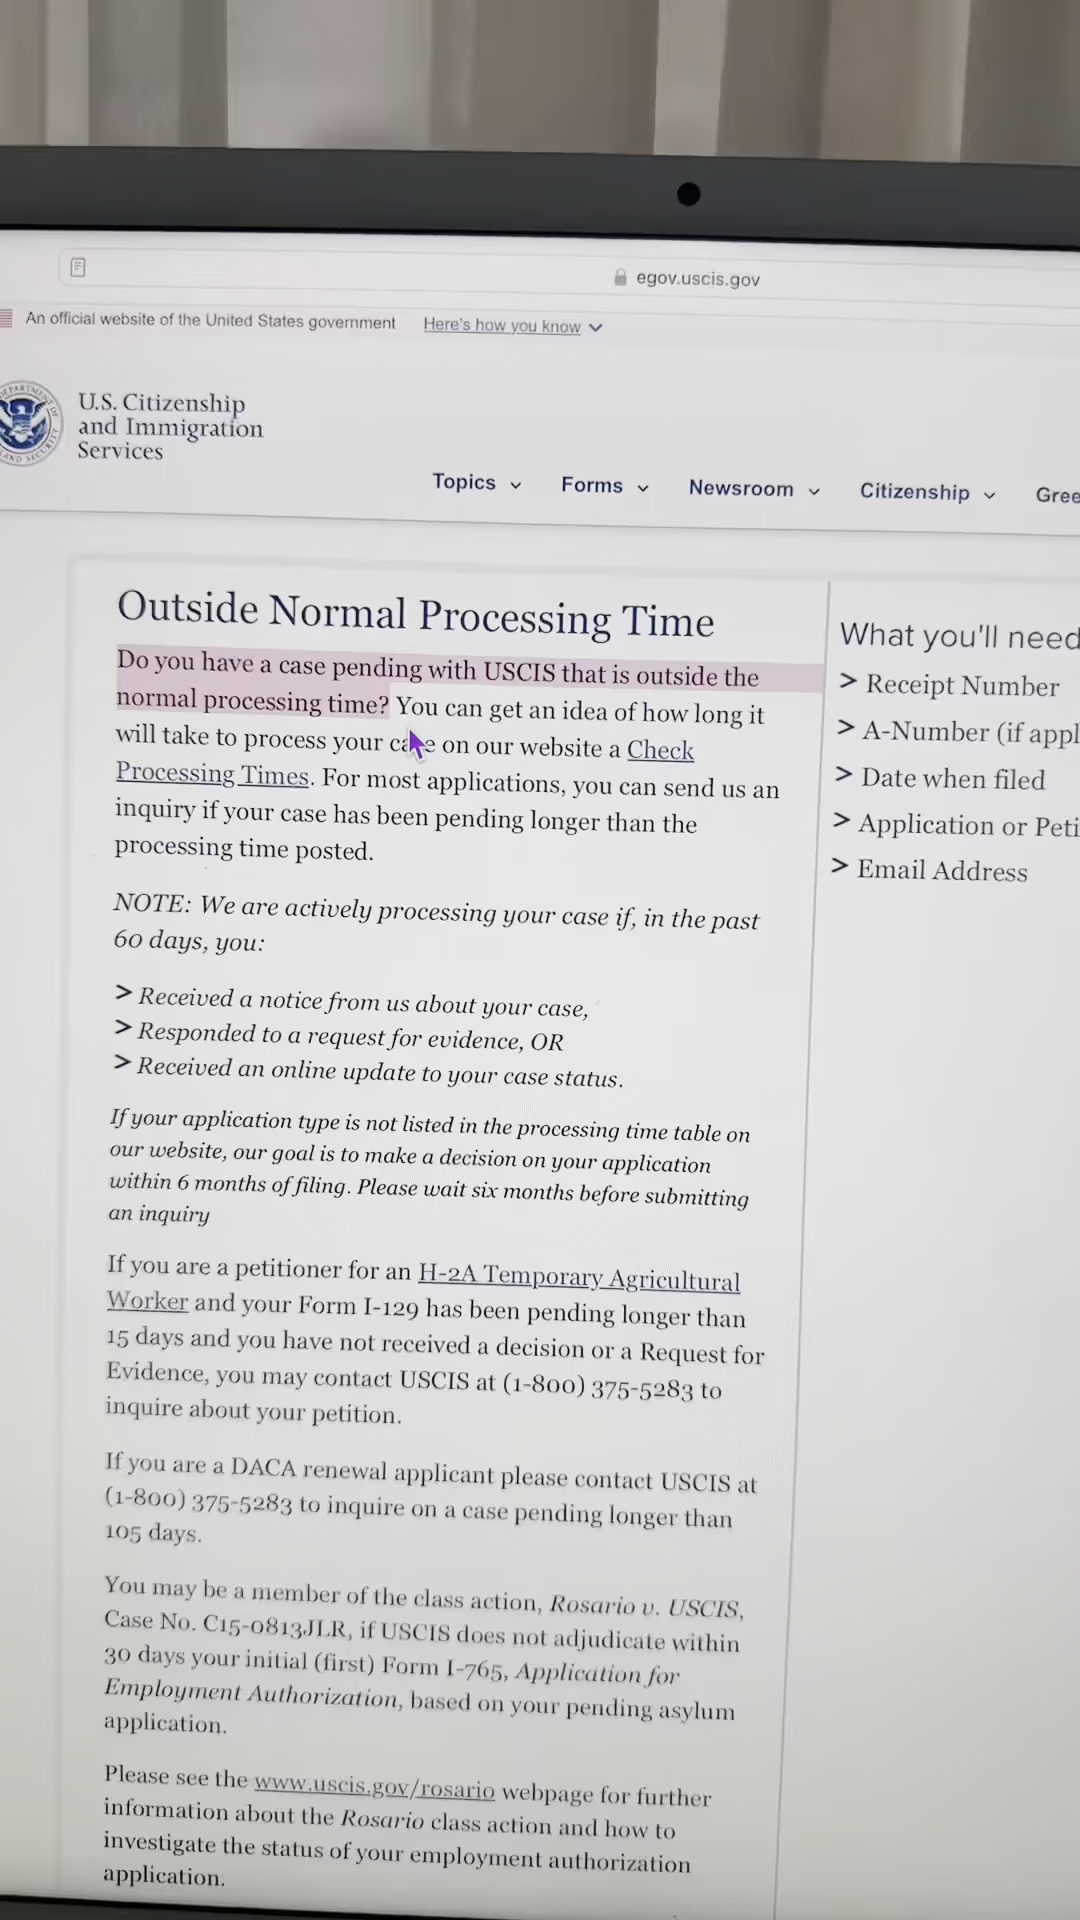 egov.uscis.gov
An official website of the United States government Here's how you know
U.S. Citizenship
and Immigration
Services
Topics Forms Newsroom Citizenship
Outside Normal Processing Time
Do you have a case pending with USCIS that is outside the
normal processing time? You can get an idea of how long it
will take to process your case on our website a Check
Processing Times. For most applications, you can send us an
inquiry if your case has been pending longer than the
processing time posted.
NOTE: We are actively processing your case if, in the past
60 days, you:
> Received a notice from us about your case,
> Responded to a request for evidence, OR
> Received an online update to your case status.
If your application type is not listed in the processing time table on
our website, our goal is to make a decision on your application
within 6 months of filing. Please wait six months before submitting
an inquiry
If you are a petitioner for an H-2A Temporary Agricultural
Worker and your Form I-129 has been pending longer than
15 days and you have not received a decision or a Request for
Evidence, you may contact USCIS at (1-800) 375-5283 to
inquire about your petition.
If you are a DACA renewal applicant please contact USCIS at
(1-800) 375-5283 to inquire on a case pending longer than
105 days.
You may be a member of the class action, Rosario v. USCIS,
Case No. C15-0813JLR, if USCIS does not adjudicate within
30 days your initial (first) Form I-765, Application for
Employment Authorization, based on your pending asylum
application.
Please see the www.uscis.gov/rosario webpage for further
information about the Rosario class action and how to
investigate the status of your employment authorization
application.
What you'll need
> Receipt Number
> A-Number (if appl
> Date when filed
> Application or Peti
> Email Address